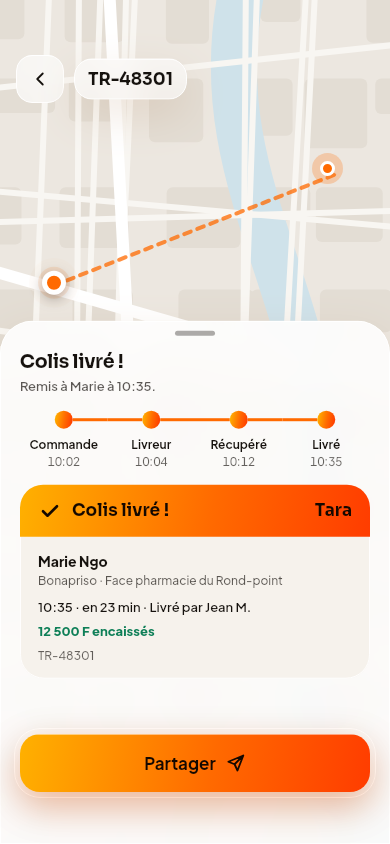 TR-48301
Colis livré !
Remis à Marie à 10:35.
Commande Livreur Récupéré Livré
10:02 10:04 10:12 10:35
Colis livré ! Tara
Marie Ngo
Bonapriso · Face pharmacie du Rond-point
10:35 · en 23 min · Livré par Jean M.
12 500 F encaissés
TR-48301
Partager